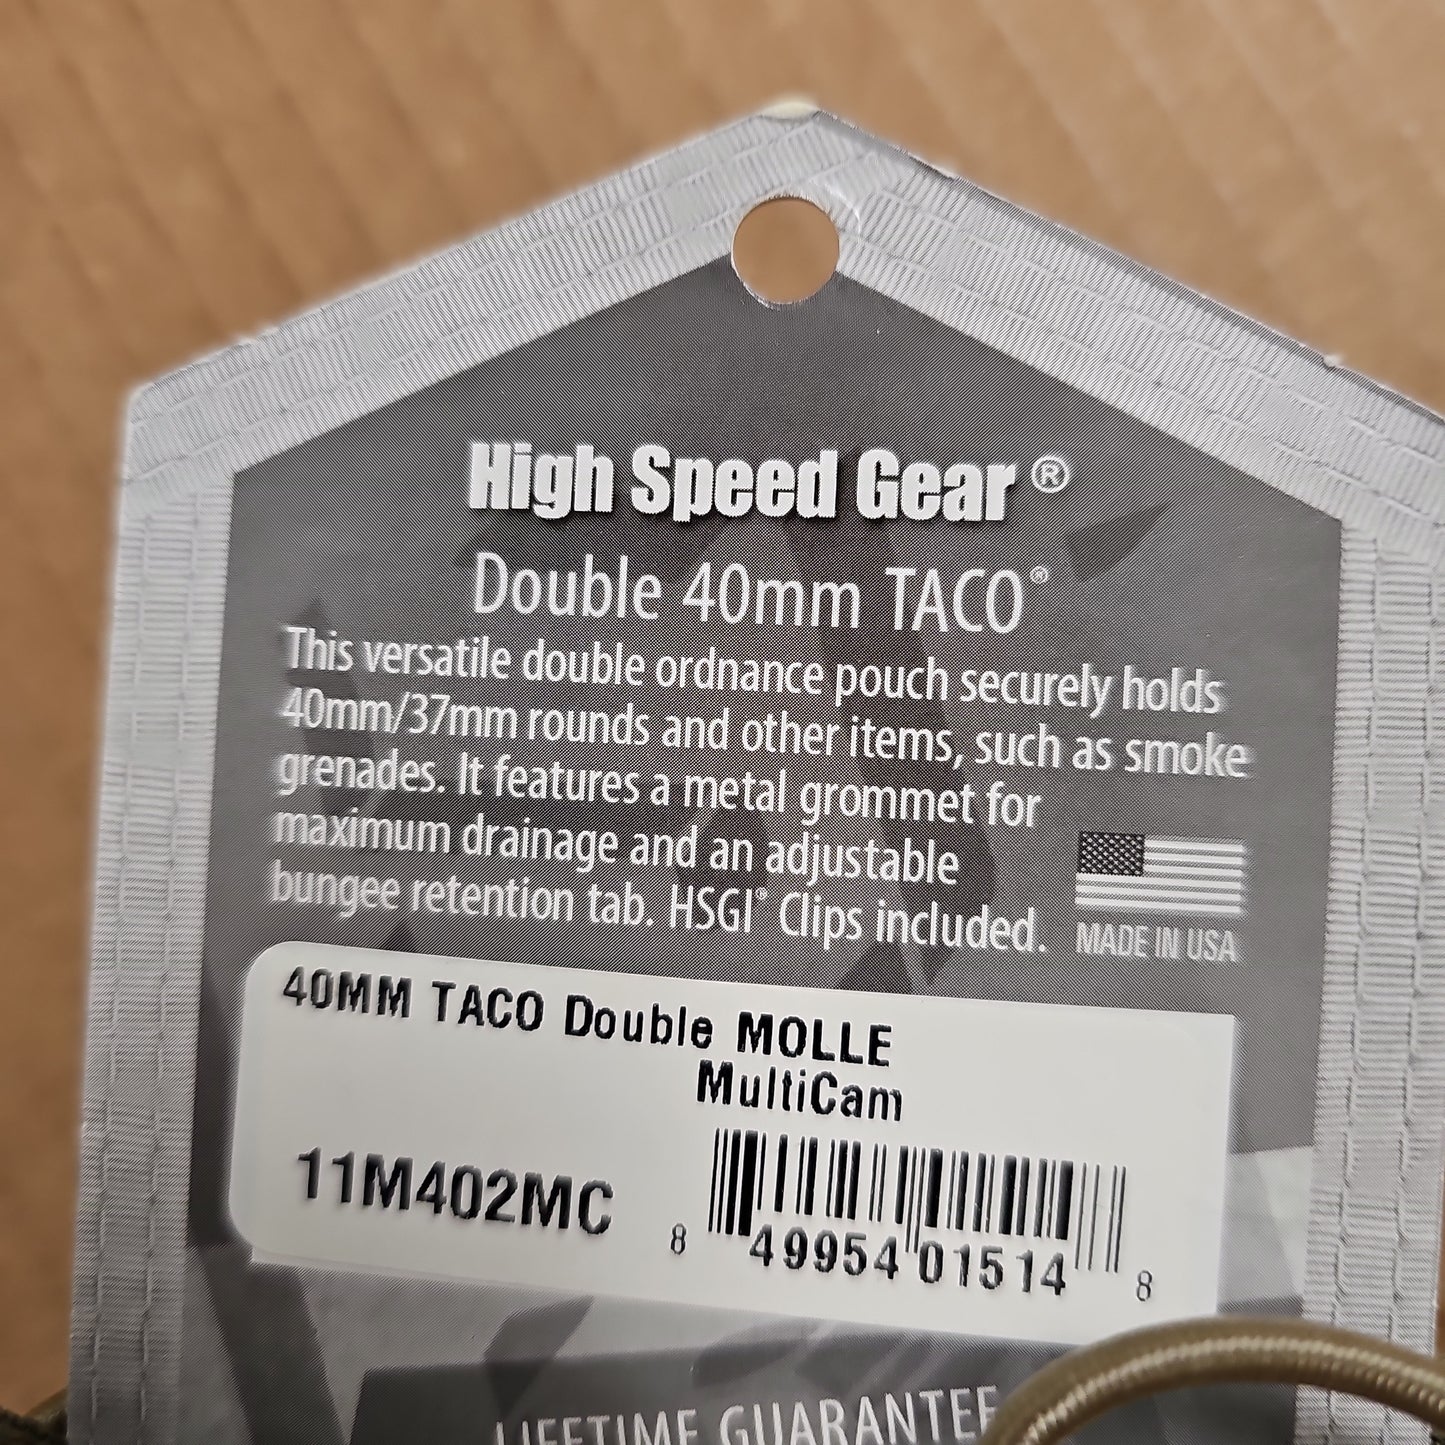 High Speed Gear®
Double 40mm TACO®
This versatile double ordnance pouch securely holds
40mm/37mm rounds and other items, such as smoke
grenades. It features a metal grommet for
maximum drainage and an adjustable
bungee retention tab. HSGI® Clips included.
MADE IN USA
40MM TACO Double MOLLE
MultiCam
11M402MC
8 49954 01514 8
LIFETIME GUARANTEE